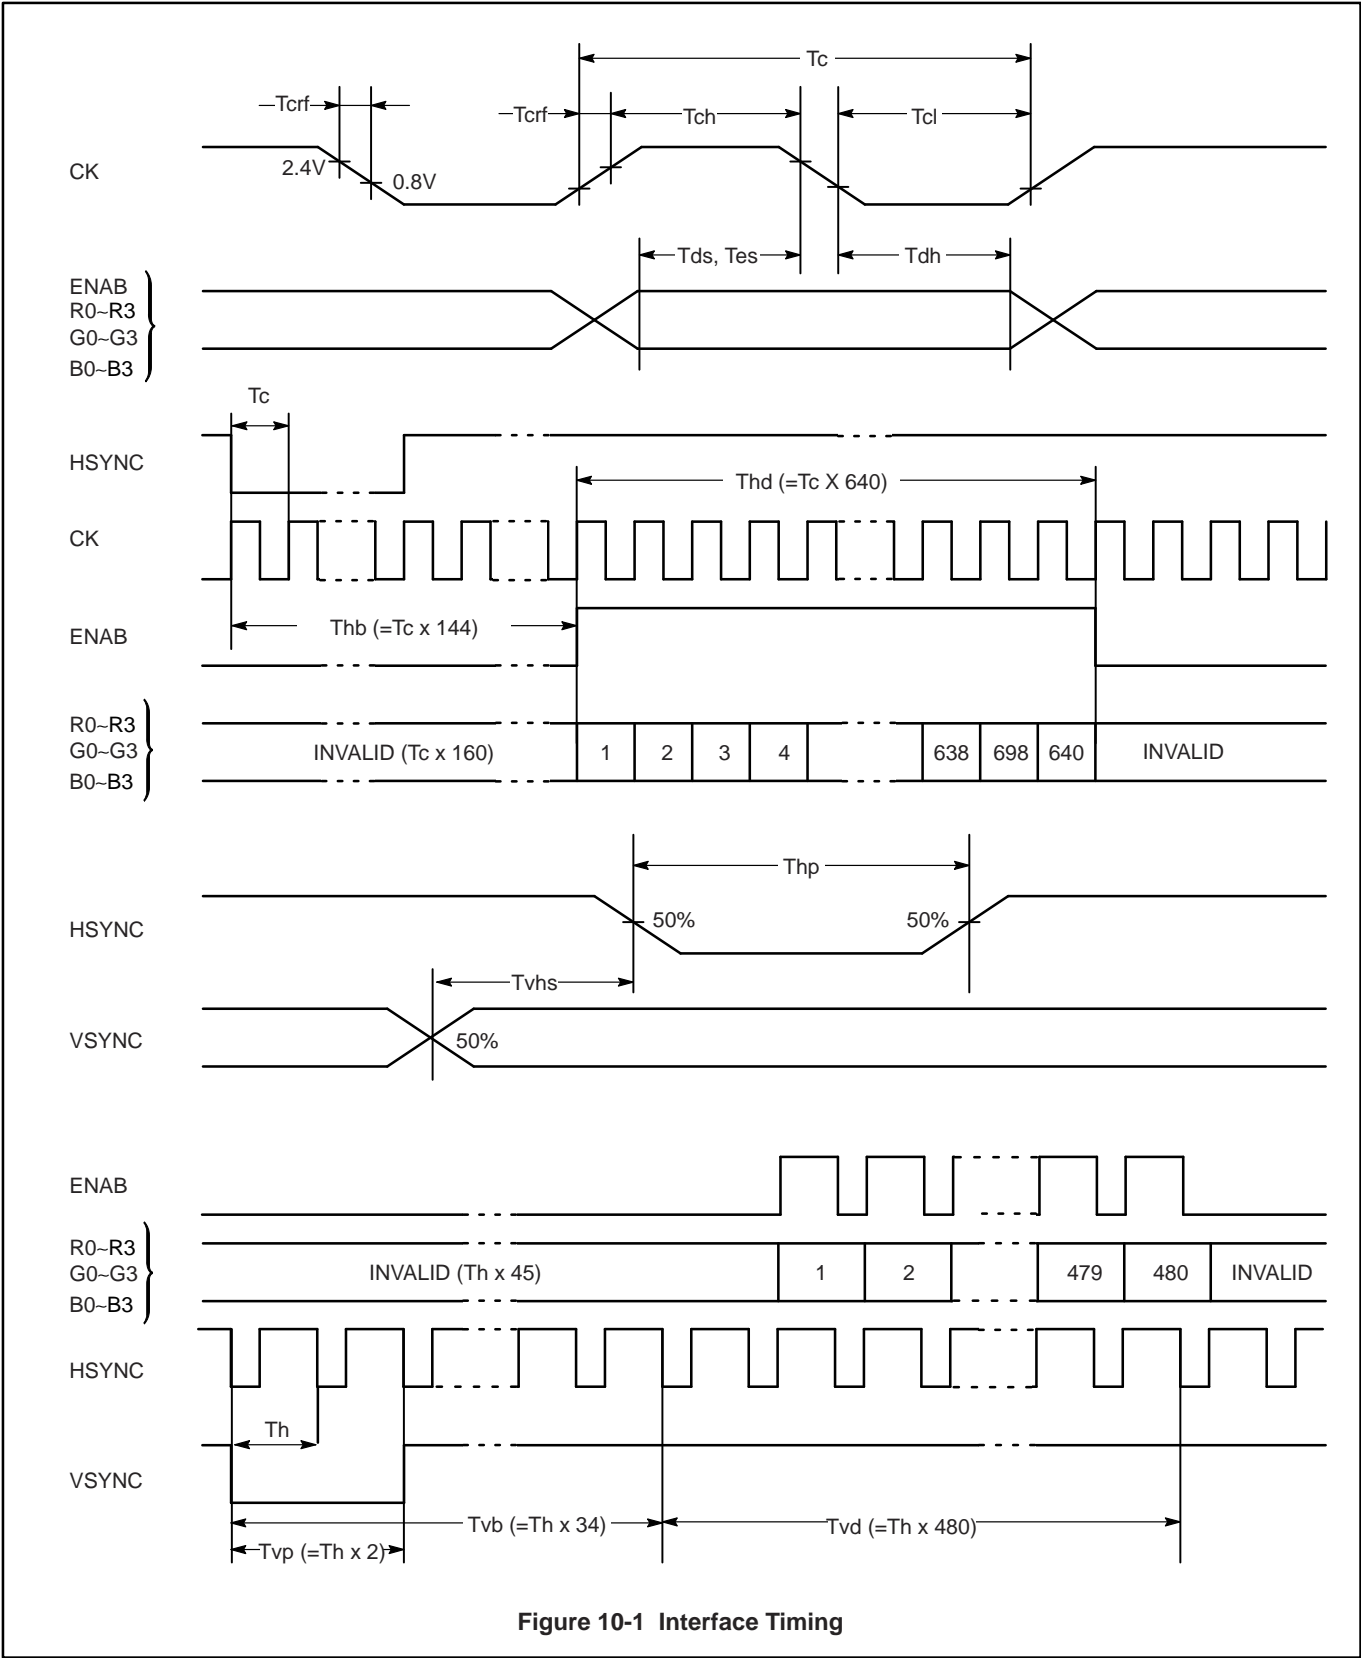 Tc
Tcrf
Tcrf
Tch
Tcl
CK
2.4V
0.8V
Tds, Tes
Tdh
ENAB
R0~R3
G0~G3
B0~B3
Tc
HSYNC
Thd (=Tc X 640)
CK
Thb (=Tc x 144)
ENAB
R0~R3
G0~G3
B0~B3
INVALID (Tc x 160)
1
2
3
4
638
698
640
INVALID
Thp
HSYNC
50%
50%
Tvhs
VSYNC
50%
ENAB
R0~R3
G0~G3
B0~B3
INVALID (Th x 45)
1
2
479
480
INVALID
HSYNC
Th
VSYNC
Tvb (=Th x 34)
Tvd (=Th x 480)
Tvp (=Th x 2)
Figure 10-1 Interface Timing